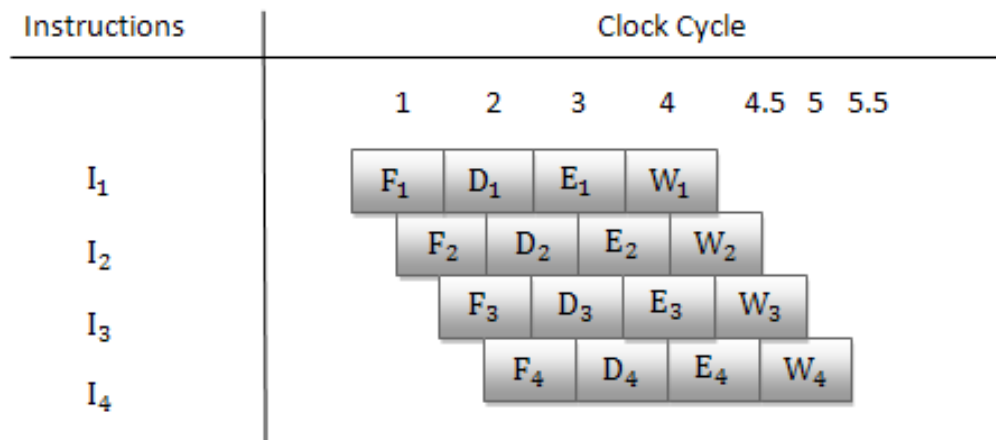 Instructions Clock Cycle
1 2 3 4 4.5 5 5.5
I₁ F₁ D₁ E₁ W₁
I₂ F₂ D₂ E₂ W₂
I₃ F₃ D₃ E₃ W₃
I₄ F₄ D₄ E₄ W₄